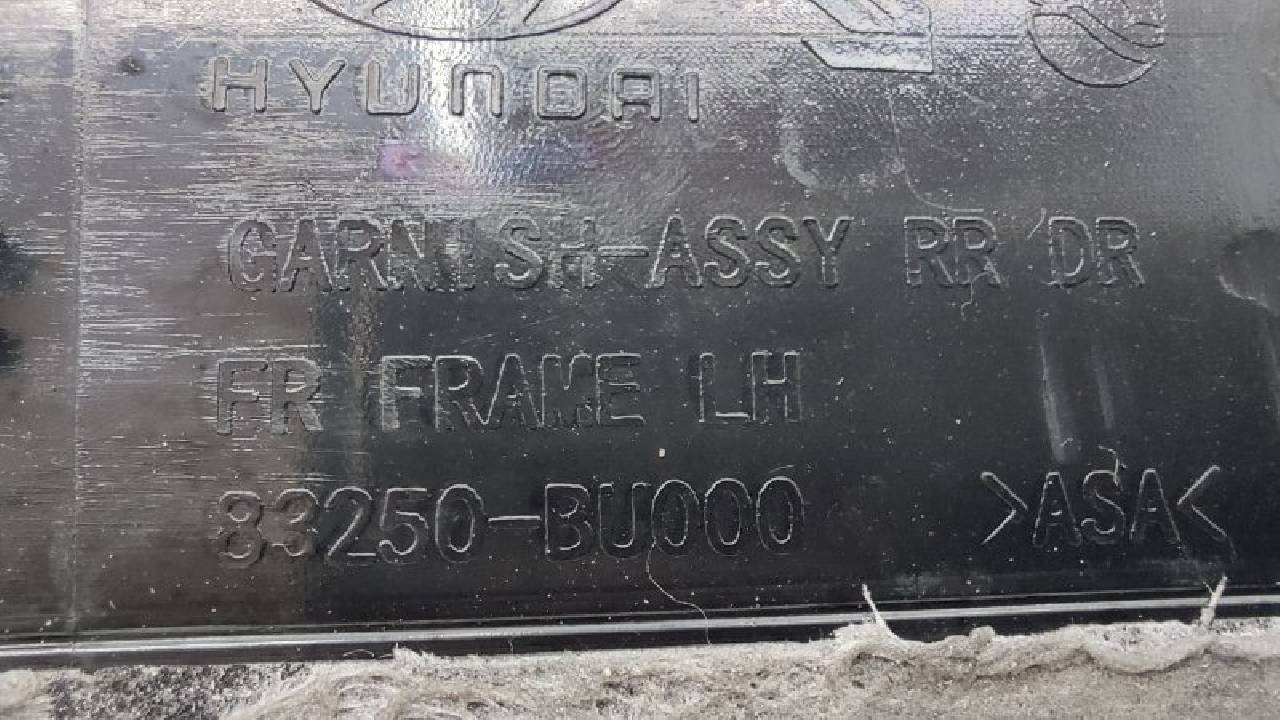 HYUNDAI
GARNISH-ASSY RR DR
FR FRAME LH
83250-BU000 >ASA<